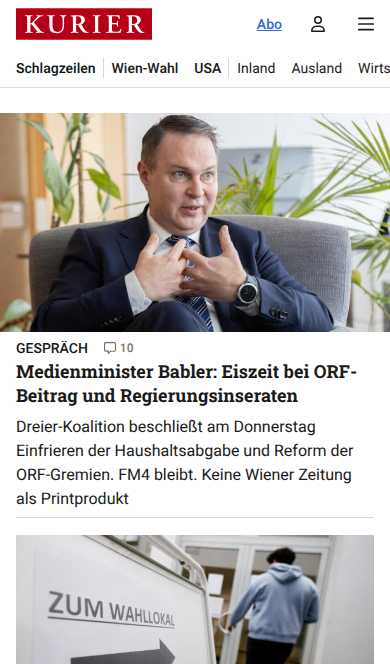 KURIER
Abo
Schlagzeilen Wien-Wahl USA Inland Ausland Wirts
GESPRÄCH 10
Medienminister Babler: Eiszeit bei ORF-
Beitrag und Regierungsinseraten
Dreier-Koalition beschließt am Donnerstag
Einfrieren der Haushaltsabgabe und Reform der
ORF-Gremien. FM4 bleibt. Keine Wiener Zeitung
als Printprodukt
ZUM WAHLLOKAL